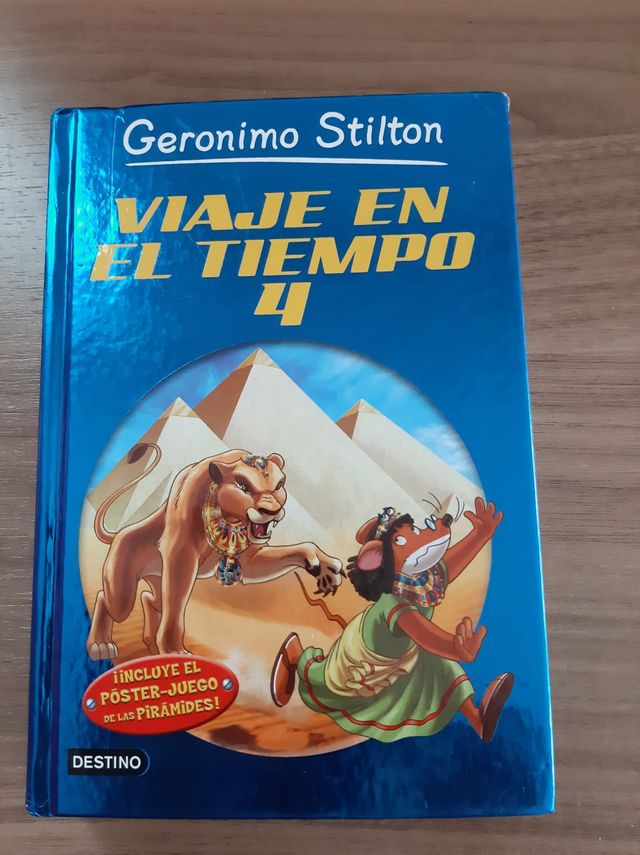 Geronimo Stilton
VIAJE EN
EL TIEMPO
4
¡INCLUYE EL
PÓSTER-JUEGO
DE LAS PIRÁMIDES!
DESTINO